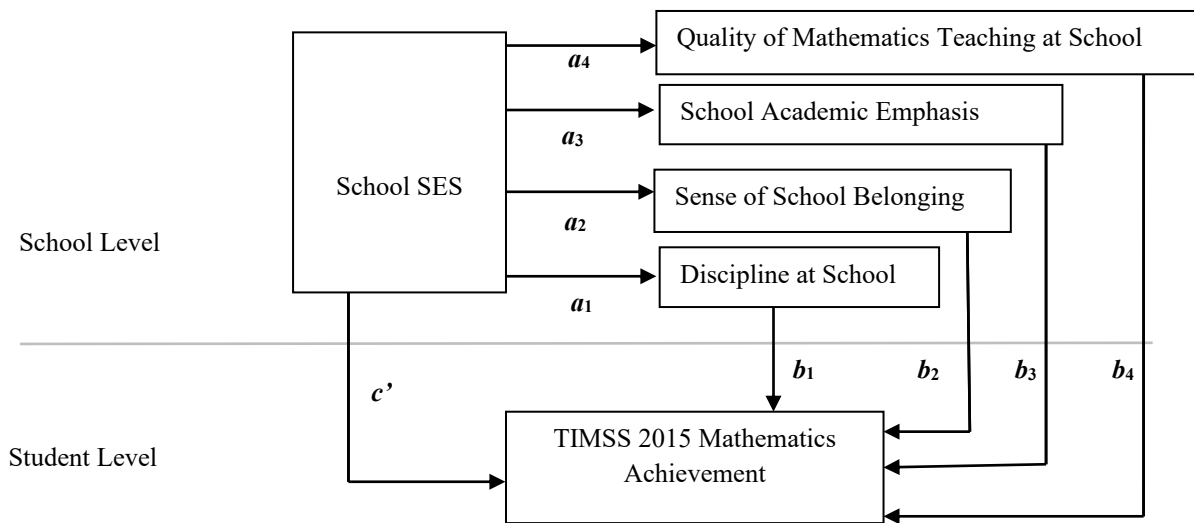 Quality of Mathematics Teaching at School
a4
School Academic Emphasis
a3
School SES
Sense of School Belonging
a2
School Level
Discipline at School
a1
b1
b2
b3
b4
c’
TIMSS 2015 Mathematics
Achievement
Student Level